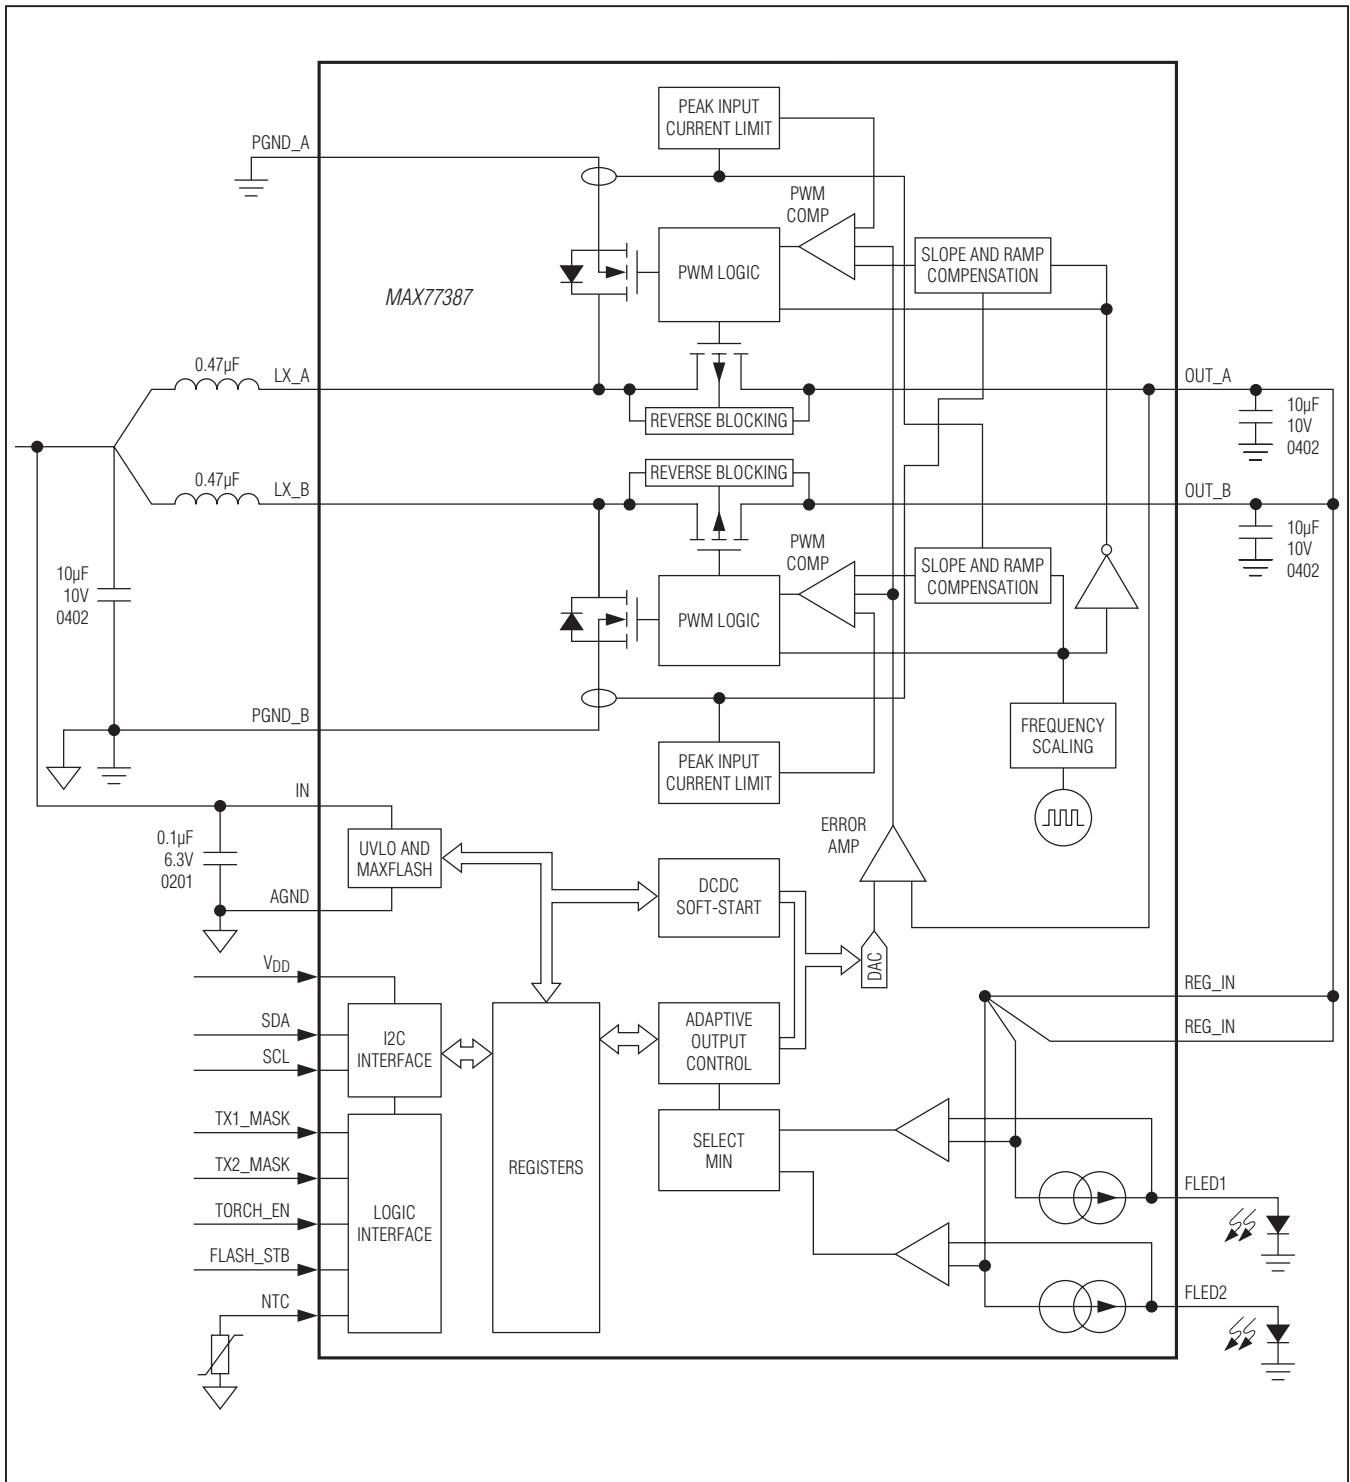 PEAK INPUT
CURRENT LIMIT
PGND_A
PWM
COMP
PWM LOGIC
SLOPE AND RAMP
COMPENSATION
MAX77387
0.47µF
LX_A
OUT_A
REVERSE BLOCKING
10µF
10V
0402
REVERSE BLOCKING
0.47µF
LX_B
OUT_B
PWM
COMP
10µF
10V
0402
SLOPE AND RAMP
COMPENSATION
10µF
10V
0402
PWM LOGIC
PGND_B
FREQUENCY
SCALING
PEAK INPUT
CURRENT LIMIT
IN
0.1µF
6.3V
0201
UVLO AND
MAXFLASH
ERROR
AMP
AGND
DCDC
SOFT-START
DAC
VDD
REG_IN
SDA
SCL
I2C
INTERFACE
ADAPTIVE
OUTPUT
CONTROL
REG_IN
TX1_MASK
TX2_MASK
TORCH_EN
FLASH_STB
NTC
LOGIC
INTERFACE
REGISTERS
SELECT
MIN
FLED1
FLED2